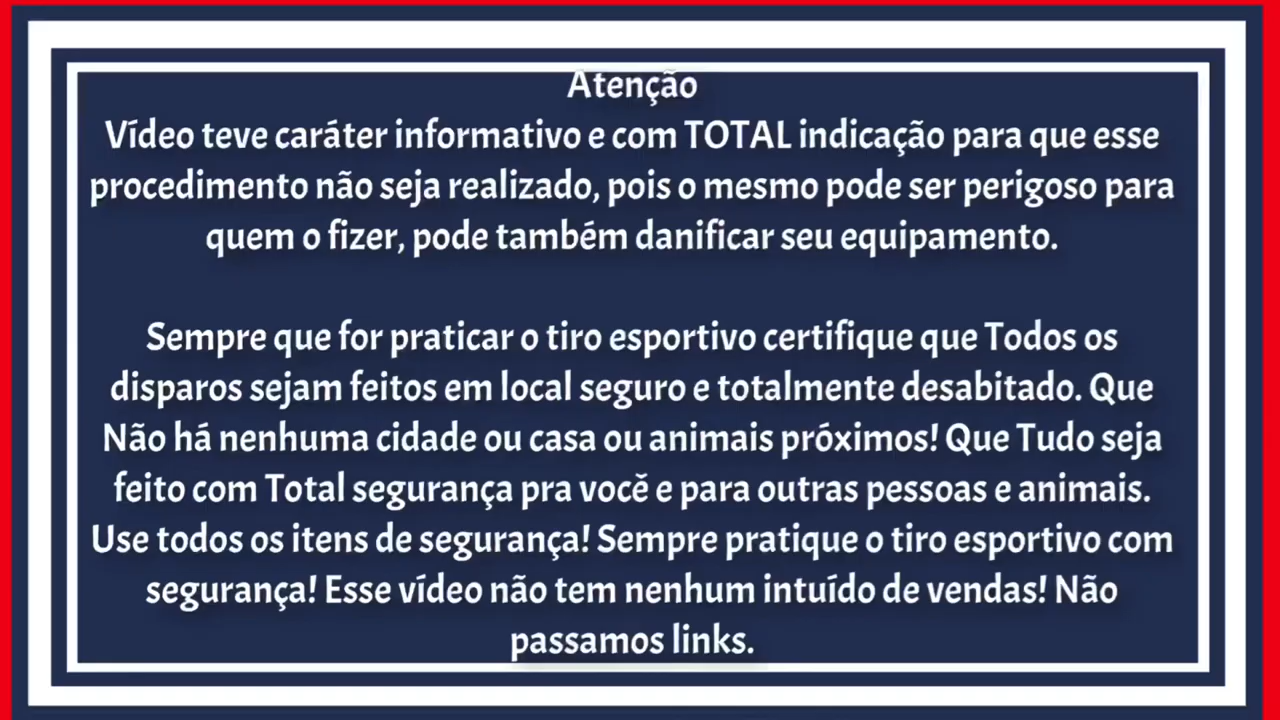 Atenção
Vídeo teve caráter informativo e com TOTAL indicação para que esse
procedimento não seja realizado, pois o mesmo pode ser perigoso para
quem o fizer, pode também danificar seu equipamento.
Sempre que for praticar o tiro esportivo certifique que Todos os
disparos sejam feitos em local seguro e totalmente desabitado. Que
Não há nenhuma cidade ou casa ou animais próximos! Que Tudo seja
feito com Total segurança pra você e para outras pessoas e animais.
Use todos os itens de segurança! Sempre pratique o tiro esportivo com
segurança! Esse vídeo não tem nenhum intuído de vendas! Não
passamos links.